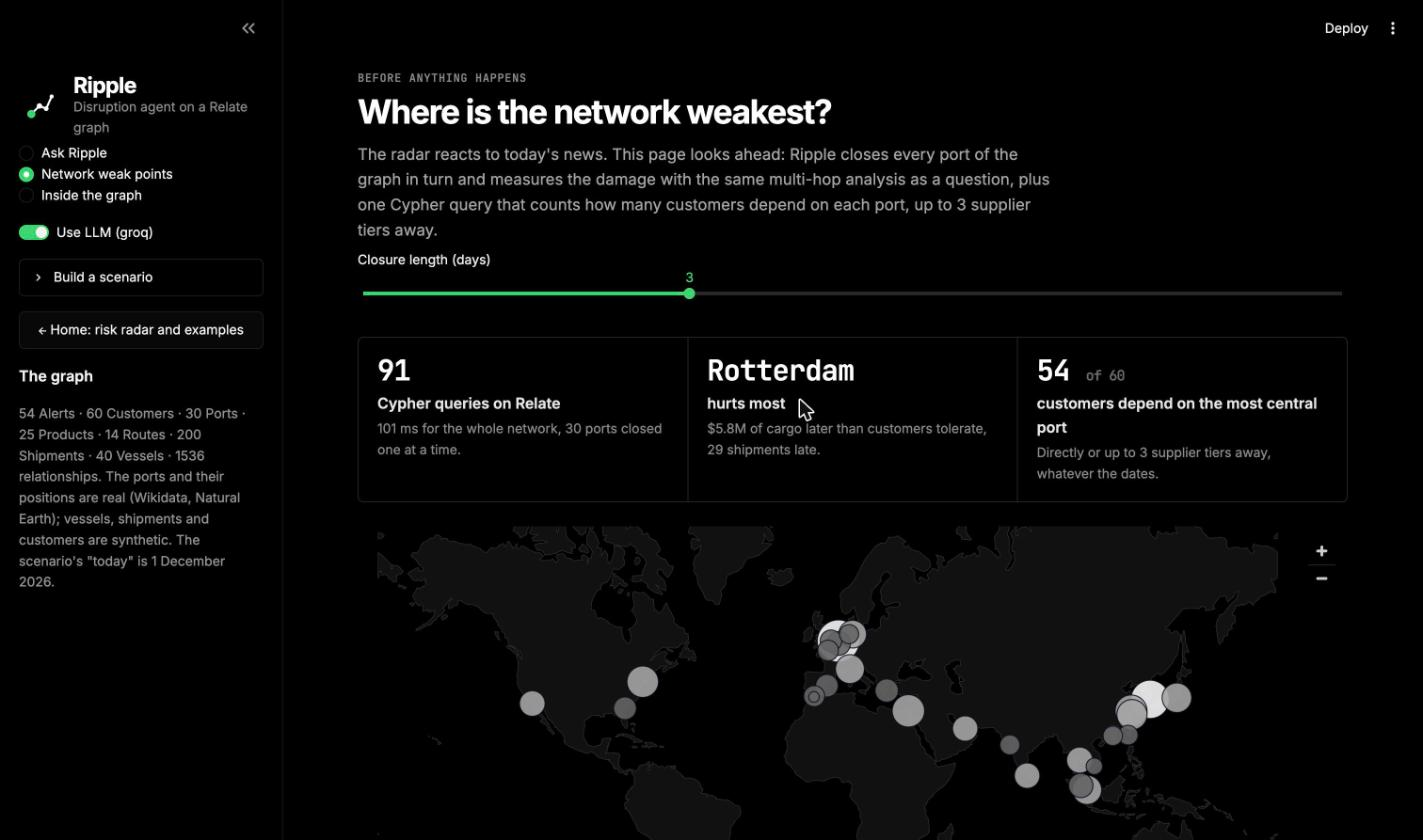 Deploy
Ripple
Disruption agent on a Relate
graph
Ask Ripple
Network weak points
Inside the graph
Use LLM (groq)
Build a scenario
← Home: risk radar and examples
The graph
54 Alerts · 60 Customers · 30 Ports ·
25 Products · 14 Routes · 200
Shipments · 40 Vessels · 1536
relationships. The ports and their
positions are real (Wikidata, Natural
Earth); vessels, shipments and
customers are synthetic. The
scenario's "today" is 1 December
2026.
BEFORE ANYTHING HAPPENS
Where is the network weakest?
The radar reacts to today's news. This page looks ahead: Ripple closes every port of the
graph in turn and measures the damage with the same multi-hop analysis as a question, plus
one Cypher query that counts how many customers depend on each port, up to 3 supplier
tiers away.
Closure length (days)
3
91
Cypher queries on Relate
101 ms for the whole network, 30 ports closed
one at a time.
Rotterdam
hurts most
$5.8M of cargo later than customers tolerate,
29 shipments late.
54 of 60
customers depend on the most central
port
Directly or up to 3 supplier tiers away,
whatever the dates.
+
−